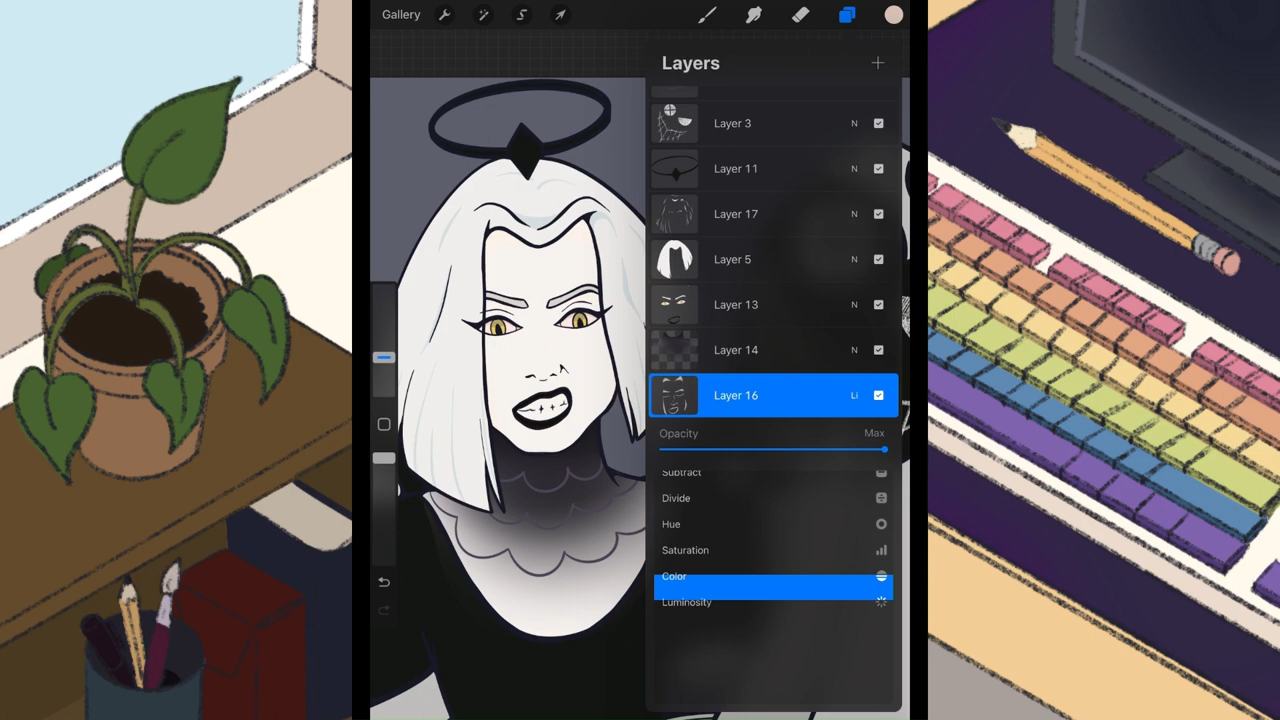 Gallery
Layers
Layer 3 N
Layer 11 N
Layer 17 N
Layer 5 N
Layer 13 N
Layer 14 N
Layer 16 Li
Opacity Max
Subtract
Divide
Hue
Saturation
Color
Luminosity